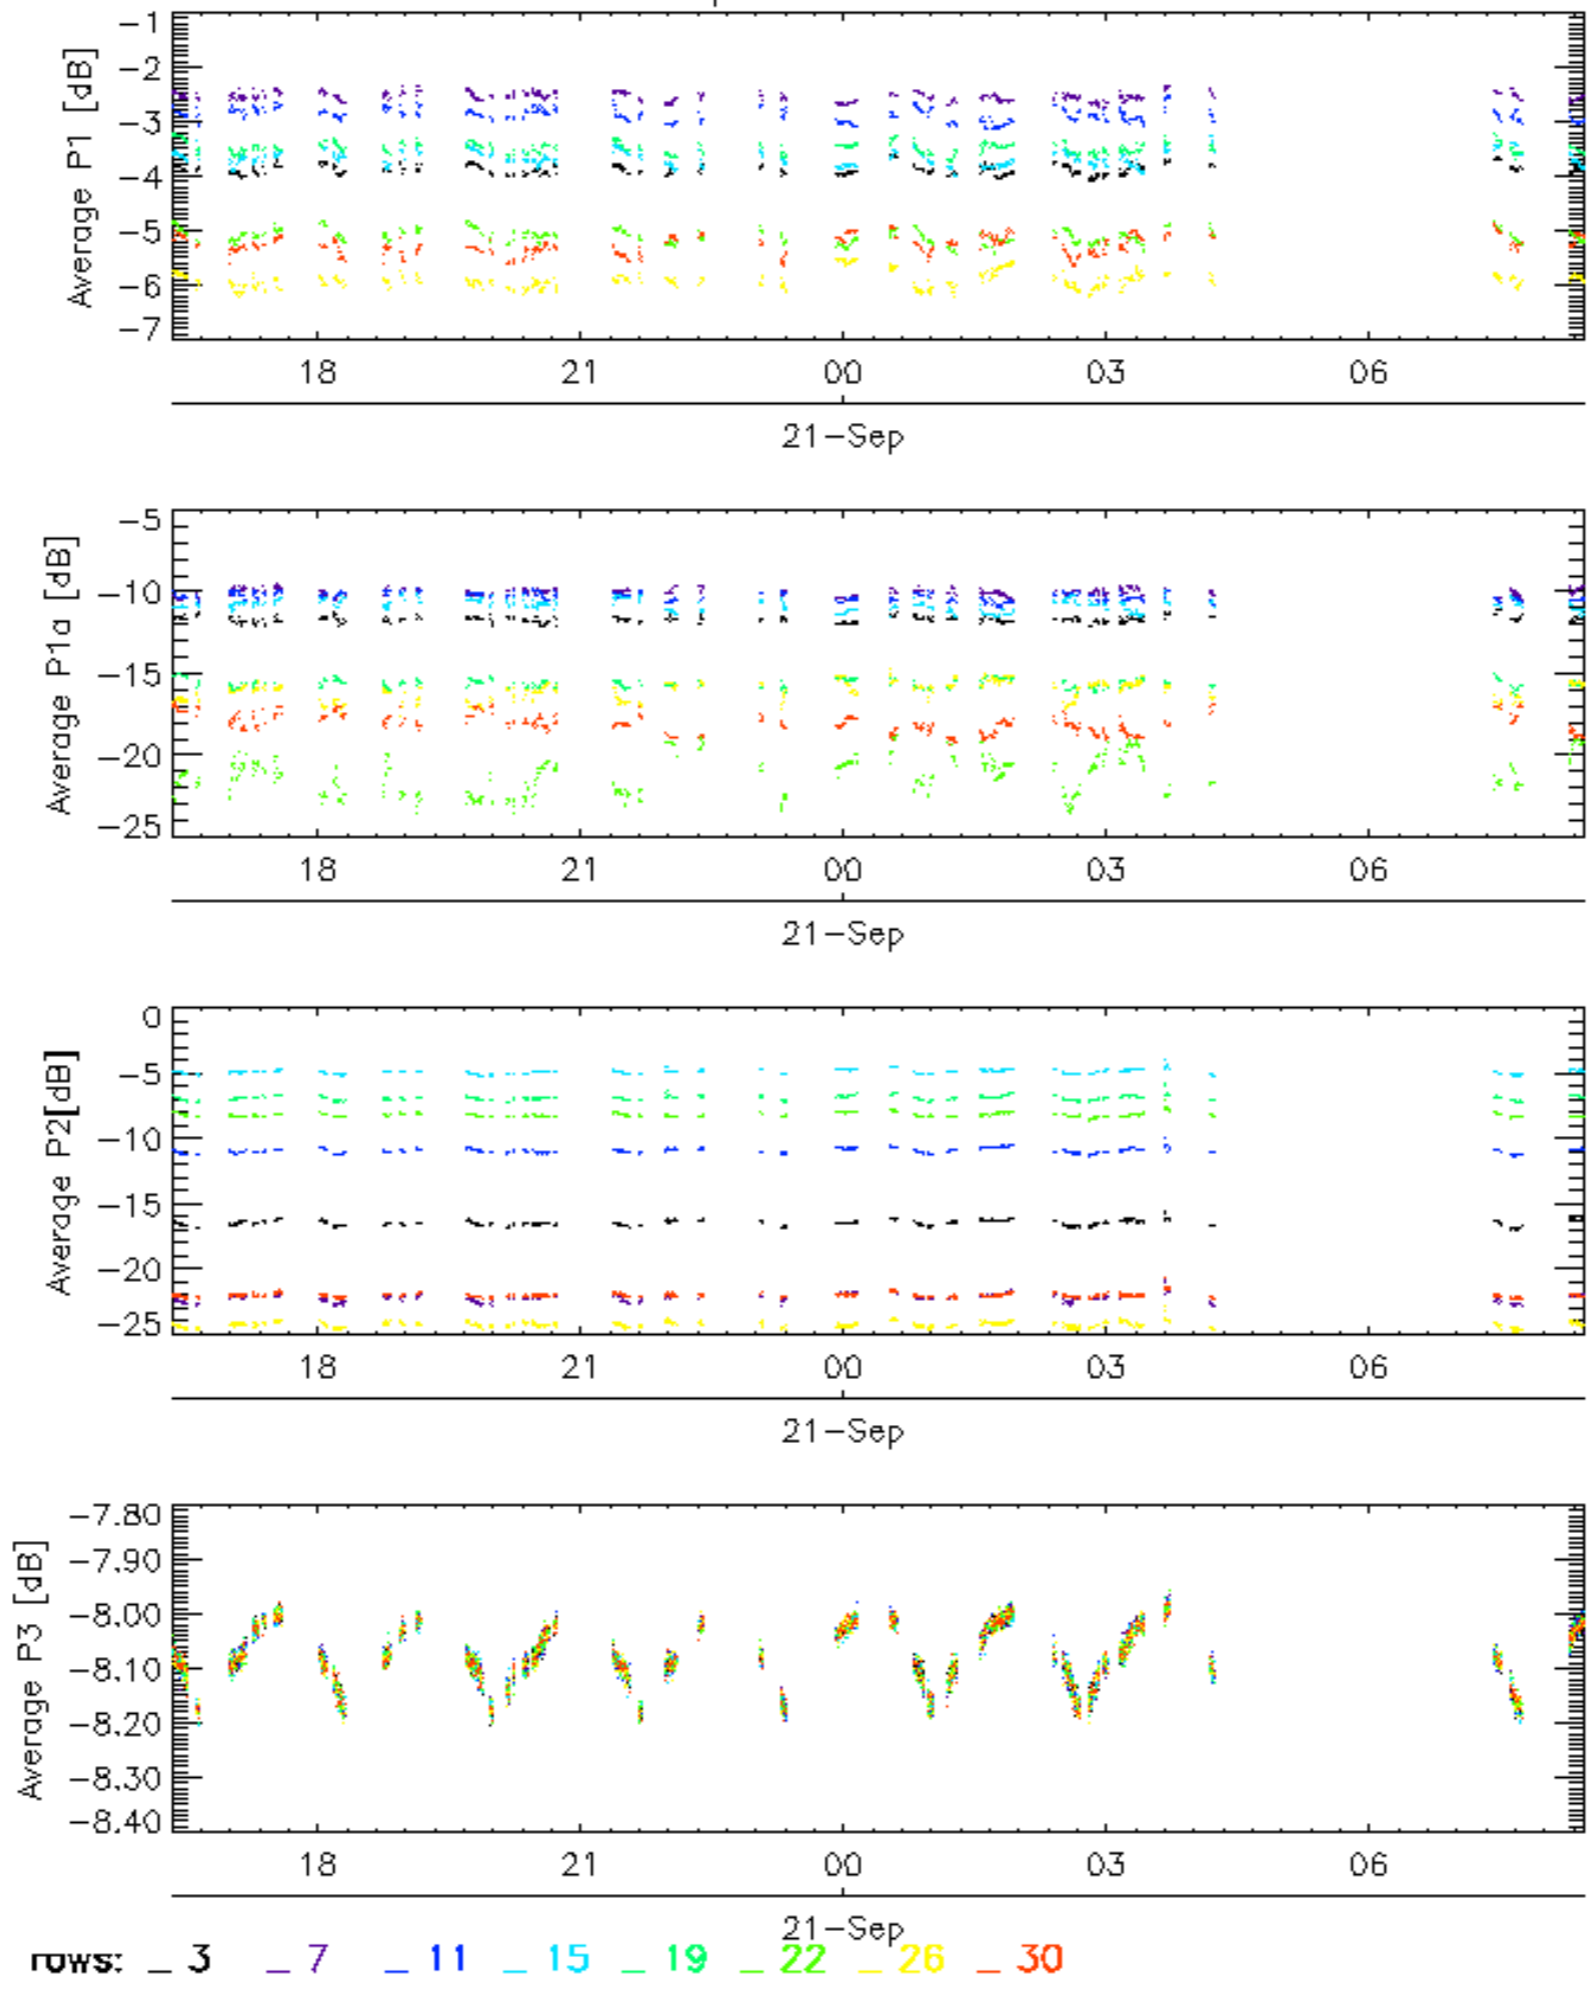 Average P1 [dB]
−1
−2
−3
−4
−5
−6
−7
18 21 00 03 06
21−Sep
Average P1a [dB]
−5
−10
−15
−20
−25
18 21 00 03 06
21−Sep
Average P2[dB]
0
−5
−10
−15
−20
−25
18 21 00 03 06
21−Sep
Average P3 [dB]
−7.80
−7.90
−8.00
−8.10
−8.20
−8.30
−8.40
18 21 00 03 06
21−Sep
rows: _ 3 _ 7 _ 11 _ 15 _ 19 _ 22 _ 26 _ 30